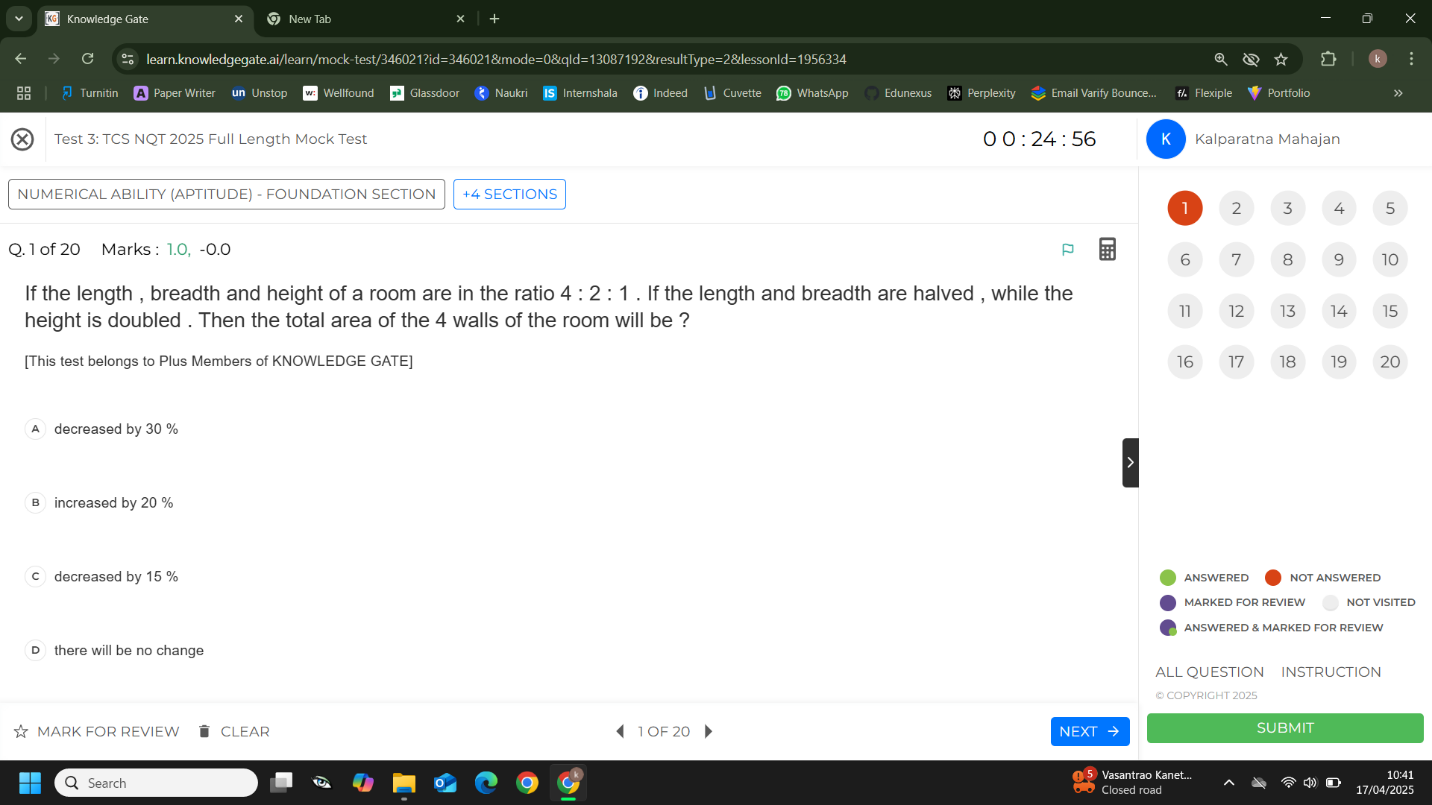 Knowledge Gate
New Tab
learn.knowledgegate.ai/learn/mock-test/346021?id=346021&mode=0&qId=13087192&resultType=2&lessonId=1956334
k
Turnitin
A Paper Writer
un Unstop
w: Wellfound
Glassdoor
Naukri
IS Internshala
Indeed
Cuvette
WhatsApp
Edunexus
Perplexity
Email Varify Bounce...
Flexiple
Portfolio
»
Test 3: TCS NQT 2025 Full Length Mock Test
0 0 : 24 : 56
K Kalparatna Mahajan
NUMERICAL ABILITY (APTITUDE) - FOUNDATION SECTION
+4 SECTIONS
Q. 1 of 20 Marks : 1.0, -0.0
If the length , breadth and height of a room are in the ratio 4 : 2 : 1 . If the length and breadth are halved , while the
height is doubled . Then the total area of the 4 walls of the room will be ?
[This test belongs to Plus Members of KNOWLEDGE GATE]
A decreased by 30 %
B increased by 20 %
C decreased by 15 %
D there will be no change
MARK FOR REVIEW
CLEAR
1 OF 20
NEXT
1 2 3 4 5
6 7 8 9 10
11 12 13 14 15
16 17 18 19 20
ANSWERED NOT ANSWERED
MARKED FOR REVIEW NOT VISITED
ANSWERED & MARKED FOR REVIEW
ALL QUESTION INSTRUCTION
© COPYRIGHT 2025
SUBMIT
Search
5
Vasantrao Kanet...
Closed road
10:41
17/04/2025